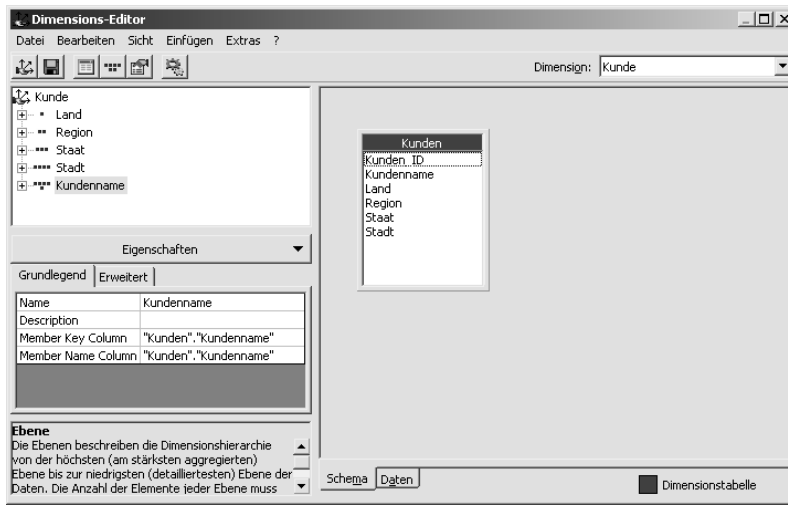 Dimensions-Editor
Datei Bearbeiten Sicht Einfügen Extras ?
Dimension: Kunde
Kunde
Land
Region
Staat
Stadt
Kundenname
Eigenschaften
Grundlegend Erweitert
Name Kundenname
Description
Member Key Column "Kunden"."Kundenname"
Member Name Column "Kunden"."Kundenname"
Ebene
Die Ebenen beschreiben die Dimensionshierarchie
von der höchsten (am stärksten aggregierten)
Ebene bis zur niedrigsten (detailliertesten) Ebene der
Daten. Die Anzahl der Elemente jeder Ebene muss
Kunden
Kunden_ID
Kundenname
Land
Region
Staat
Stadt
Schema Daten
Dimensionstabelle